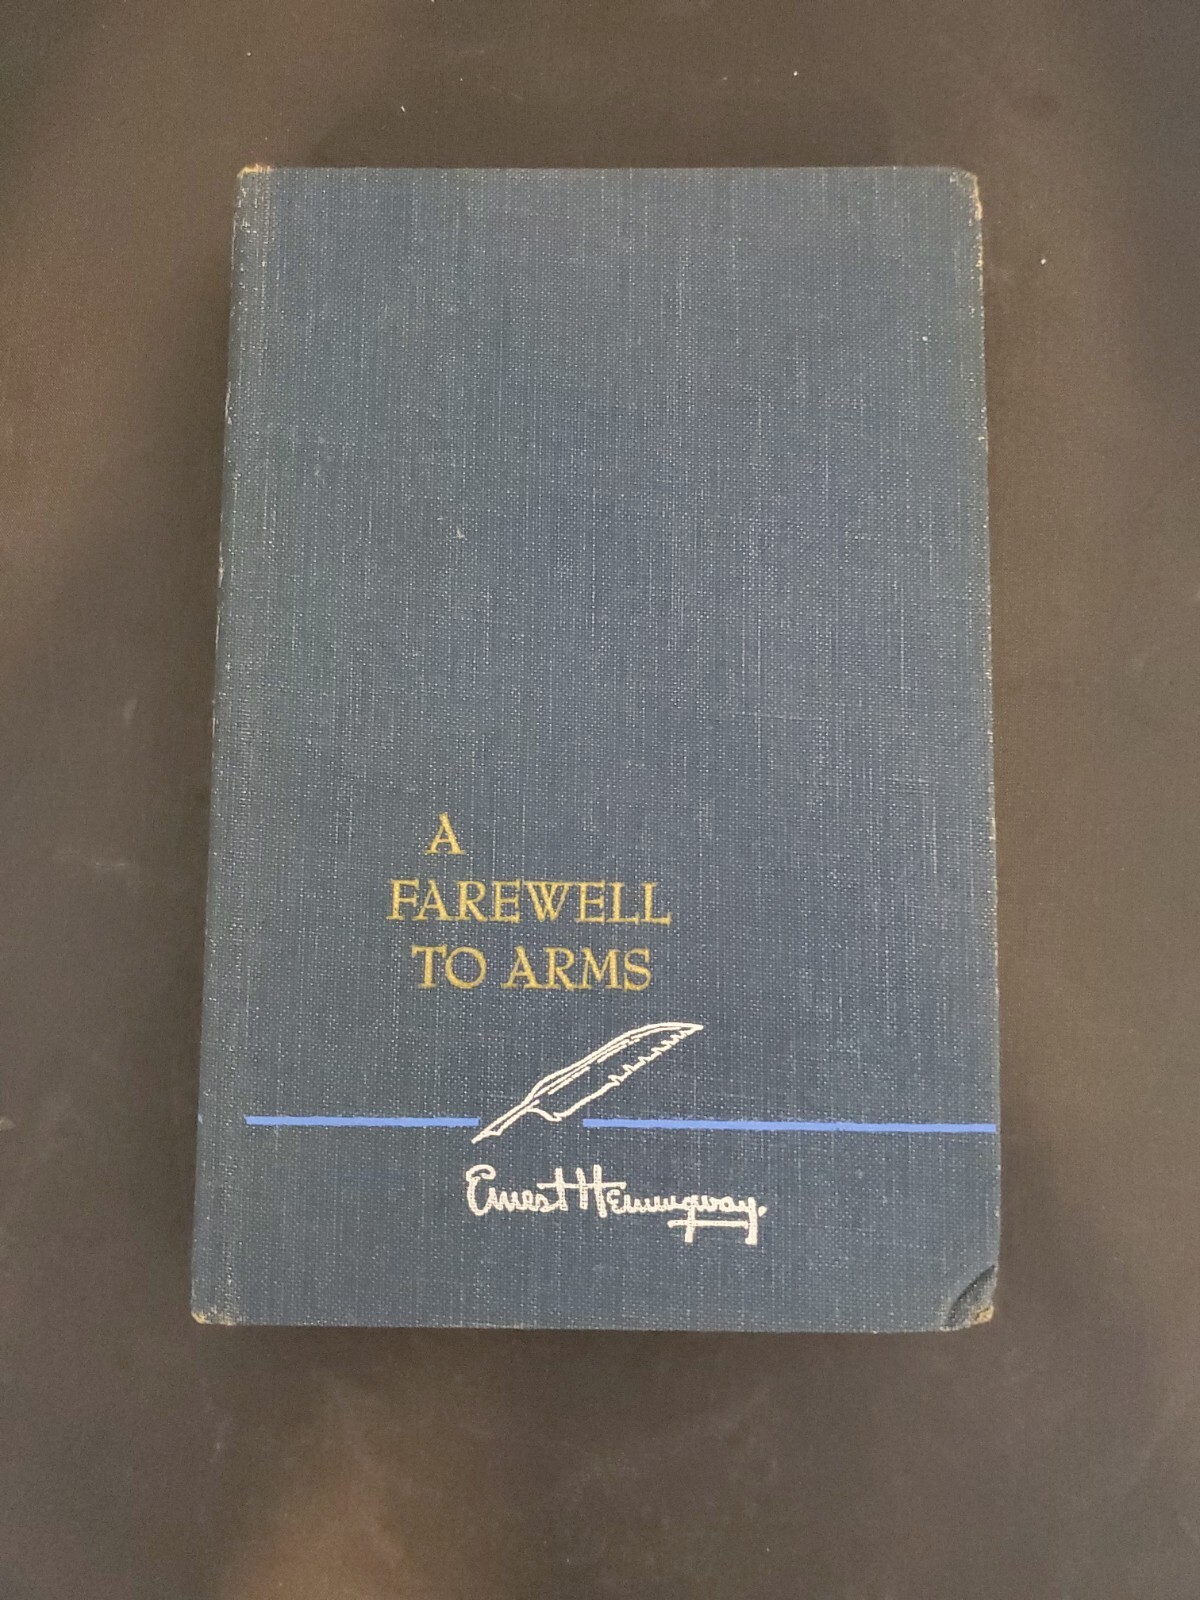 A
FAREWELL
TO ARMS
Ernest Hemingway.